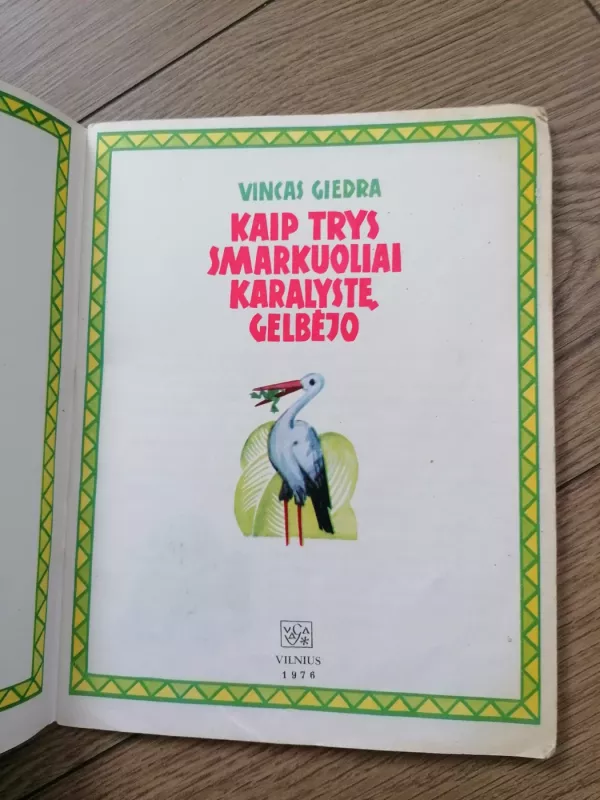 VINCAS GIEDRA
KAIP TRYS
SMARKUOLIAI
KARALYSTĘ
GELBĖJO
VILNIUS
1976